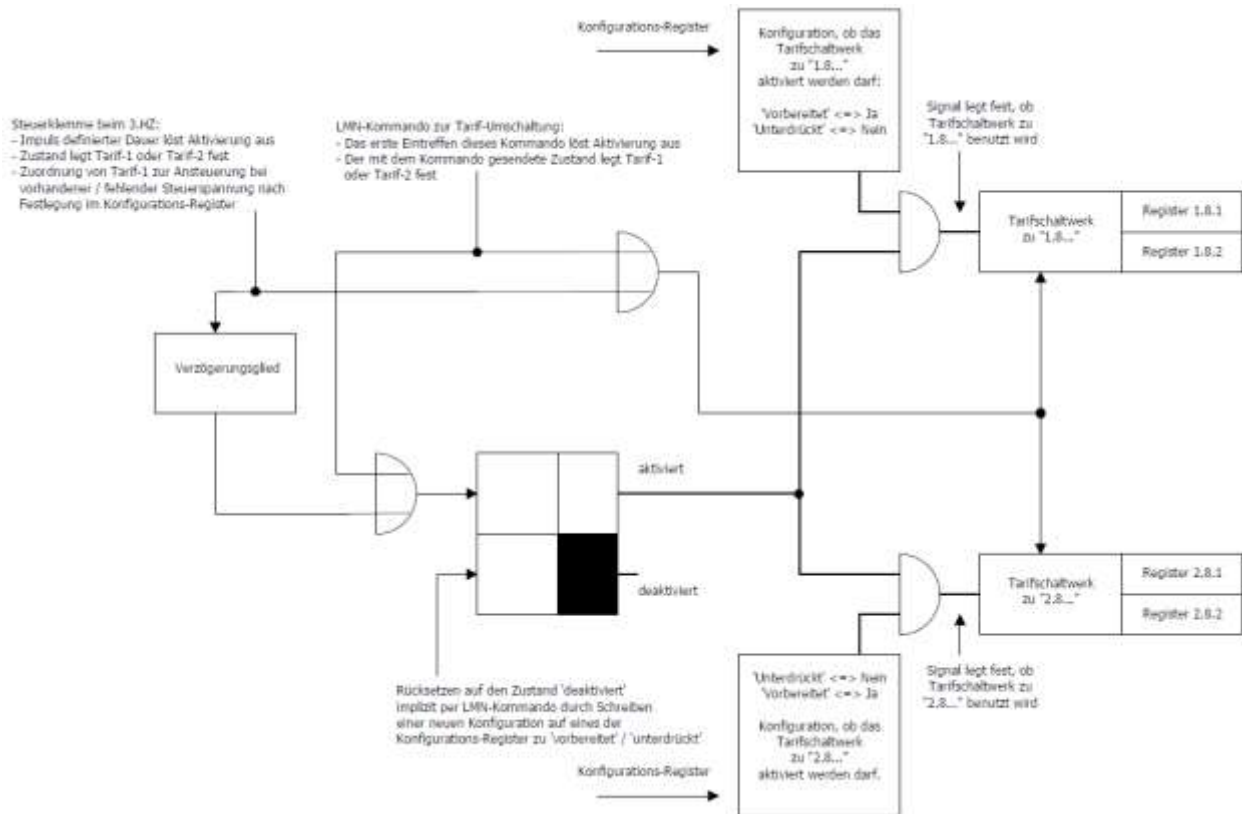 Konfigurations-Register
Konfiguration, ob das
Tarifschaltwerk
zu "1.8..."
aktiviert werden darf:
'Vorbereitet' <=> Ja
'Unterdrückt' <=> Nein
Signal legt fest, ob
Tarifschaltwerk zu
"1.8..." benutzt wird
Steuerklemme beim 3.HZ:
- Impuls definierter Dauer löst Aktivierung aus
- Zustand legt Tarif-1 oder Tarif-2 fest
- Zuordnung von Tarif-1 zur Ansteuerung bei
vorhandener / fehlender Steuerspannung nach
Festlegung im Konfigurations-Register
LMN-Kommando zur Tarif-Umschaltung:
- Das erste Eintreffen dieses Kommando löst Aktivierung aus
- Der mit dem Kommando gesendete Zustand legt Tarif-1
oder Tarif-2 fest
Tarifschaltwerk
zu "1.8..."
Register 1.8.1
Register 1.8.2
Verzögerungsglied
aktiviert
deaktiviert
Tarifschaltwerk
zu "2.8..."
Register 2.8.1
Register 2.8.2
Signal legt fest, ob
Tarifschaltwerk zu
"2.8..." benutzt wird
'Unterdrückt' <=> Nein
'Vorbereitet' <=> Ja
Konfiguration, ob das
Tarifschaltwerk
zu "2.8..."
aktiviert werden darf.
Rücksetzen auf den Zustand 'deaktiviert'
implizit per LMN-Kommando durch Schreiben
einer neuen Konfiguration auf eines der
Konfigurations-Register zu 'vorbereitet' / 'unterdrückt'
Konfigurations-Register